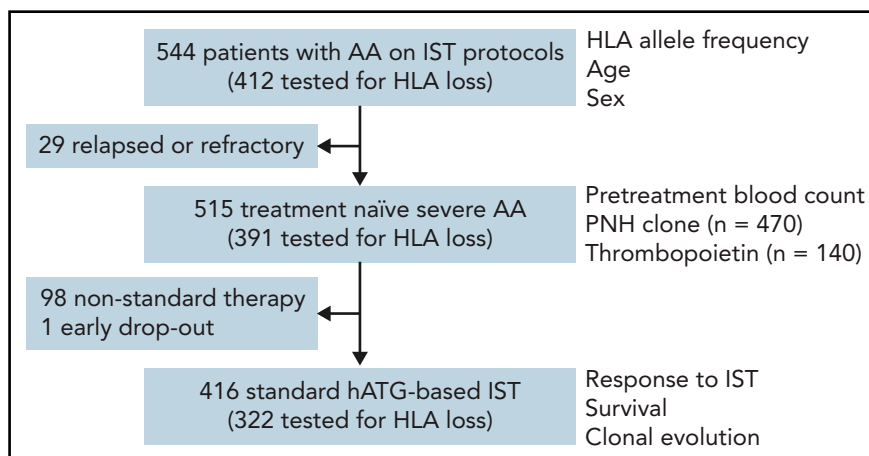 544 patients with AA on IST protocols
(412 tested for HLA loss)
HLA allele frequency
Age
Sex
29 relapsed or refractory
515 treatment naïve severe AA
(391 tested for HLA loss)
Pretreatment blood count
PNH clone (n = 470)
Thrombopoietin (n = 140)
98 non-standard therapy
1 early drop-out
416 standard hATG-based IST
(322 tested for HLA loss)
Response to IST
Survival
Clonal evolution